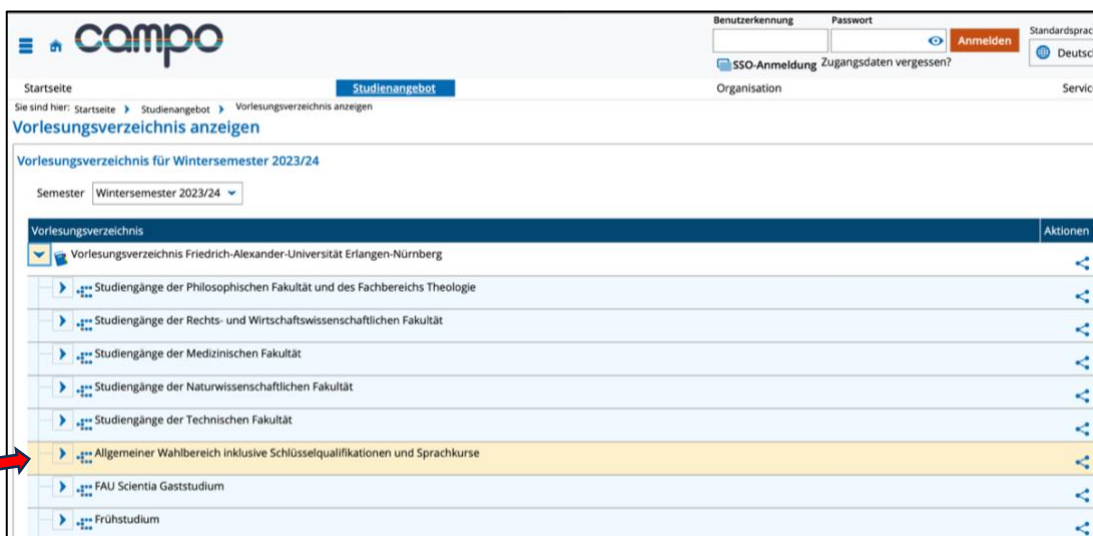 Benutzerkennung Passwort
campo
Anmelden
Standardsprac
Deutsc
SSO-Anmeldung Zugangsdaten vergessen?
Startseite Studienangebot Organisation Servic
Sie sind hier: Startseite Studienangebot Vorlesungsverzeichnis anzeigen
Vorlesungsverzeichnis anzeigen
Vorlesungsverzeichnis für Wintersemester 2023/24
Semester Wintersemester 2023/24
Vorlesungsverzeichnis Aktionen
Vorlesungsverzeichnis Friedrich-Alexander-Universität Erlangen-Nürnberg
Studiengänge der Philosophischen Fakultät und des Fachbereichs Theologie
Studiengänge der Rechts- und Wirtschaftswissenschaftlichen Fakultät
Studiengänge der Medizinischen Fakultät
Studiengänge der Naturwissenschaftlichen Fakultät
Studiengänge der Technischen Fakultät
Allgemeiner Wahlbereich inklusive Schlüsselqualifikationen und Sprachkurse
FAU Scientia Gaststudium
Frühstudium